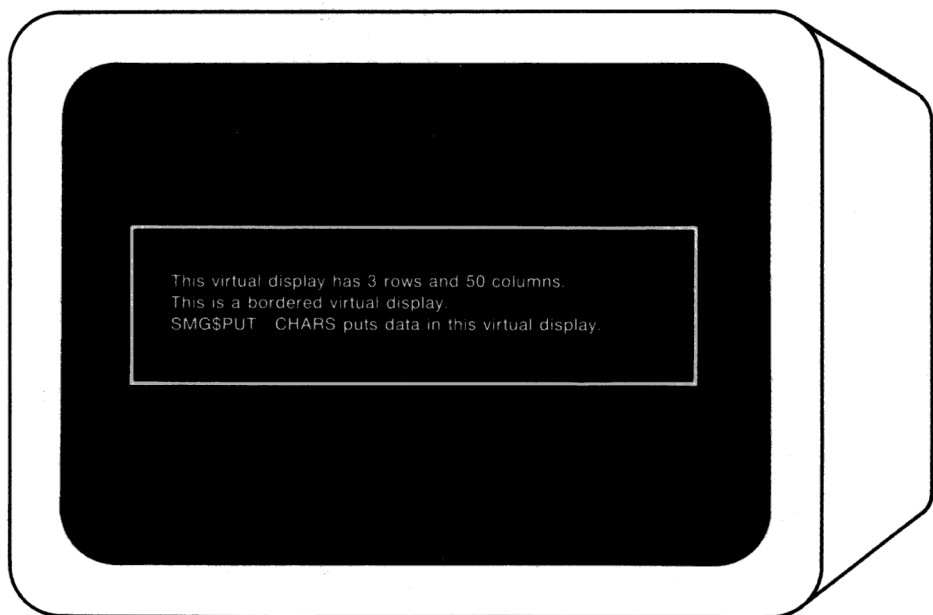 This virtual display has 3 rows and 50 columns.
This is a bordered virtual display.
SMG$PUT CHARS puts data in this virtual display.